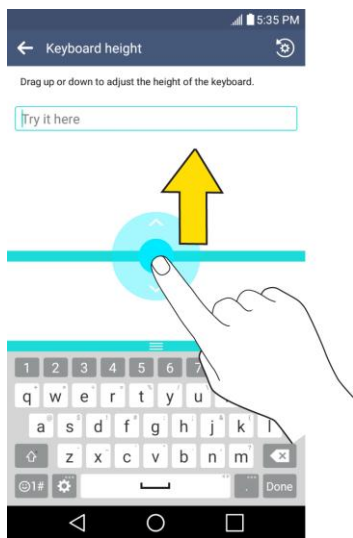 5:35 PM
Keyboard height
Drag up or down to adjust the height of the keyboard.
Try it here
1 2 3 4 5 6 7
q w e r t y u
a s d f g h j k l
z x c v b n m
1# . Done